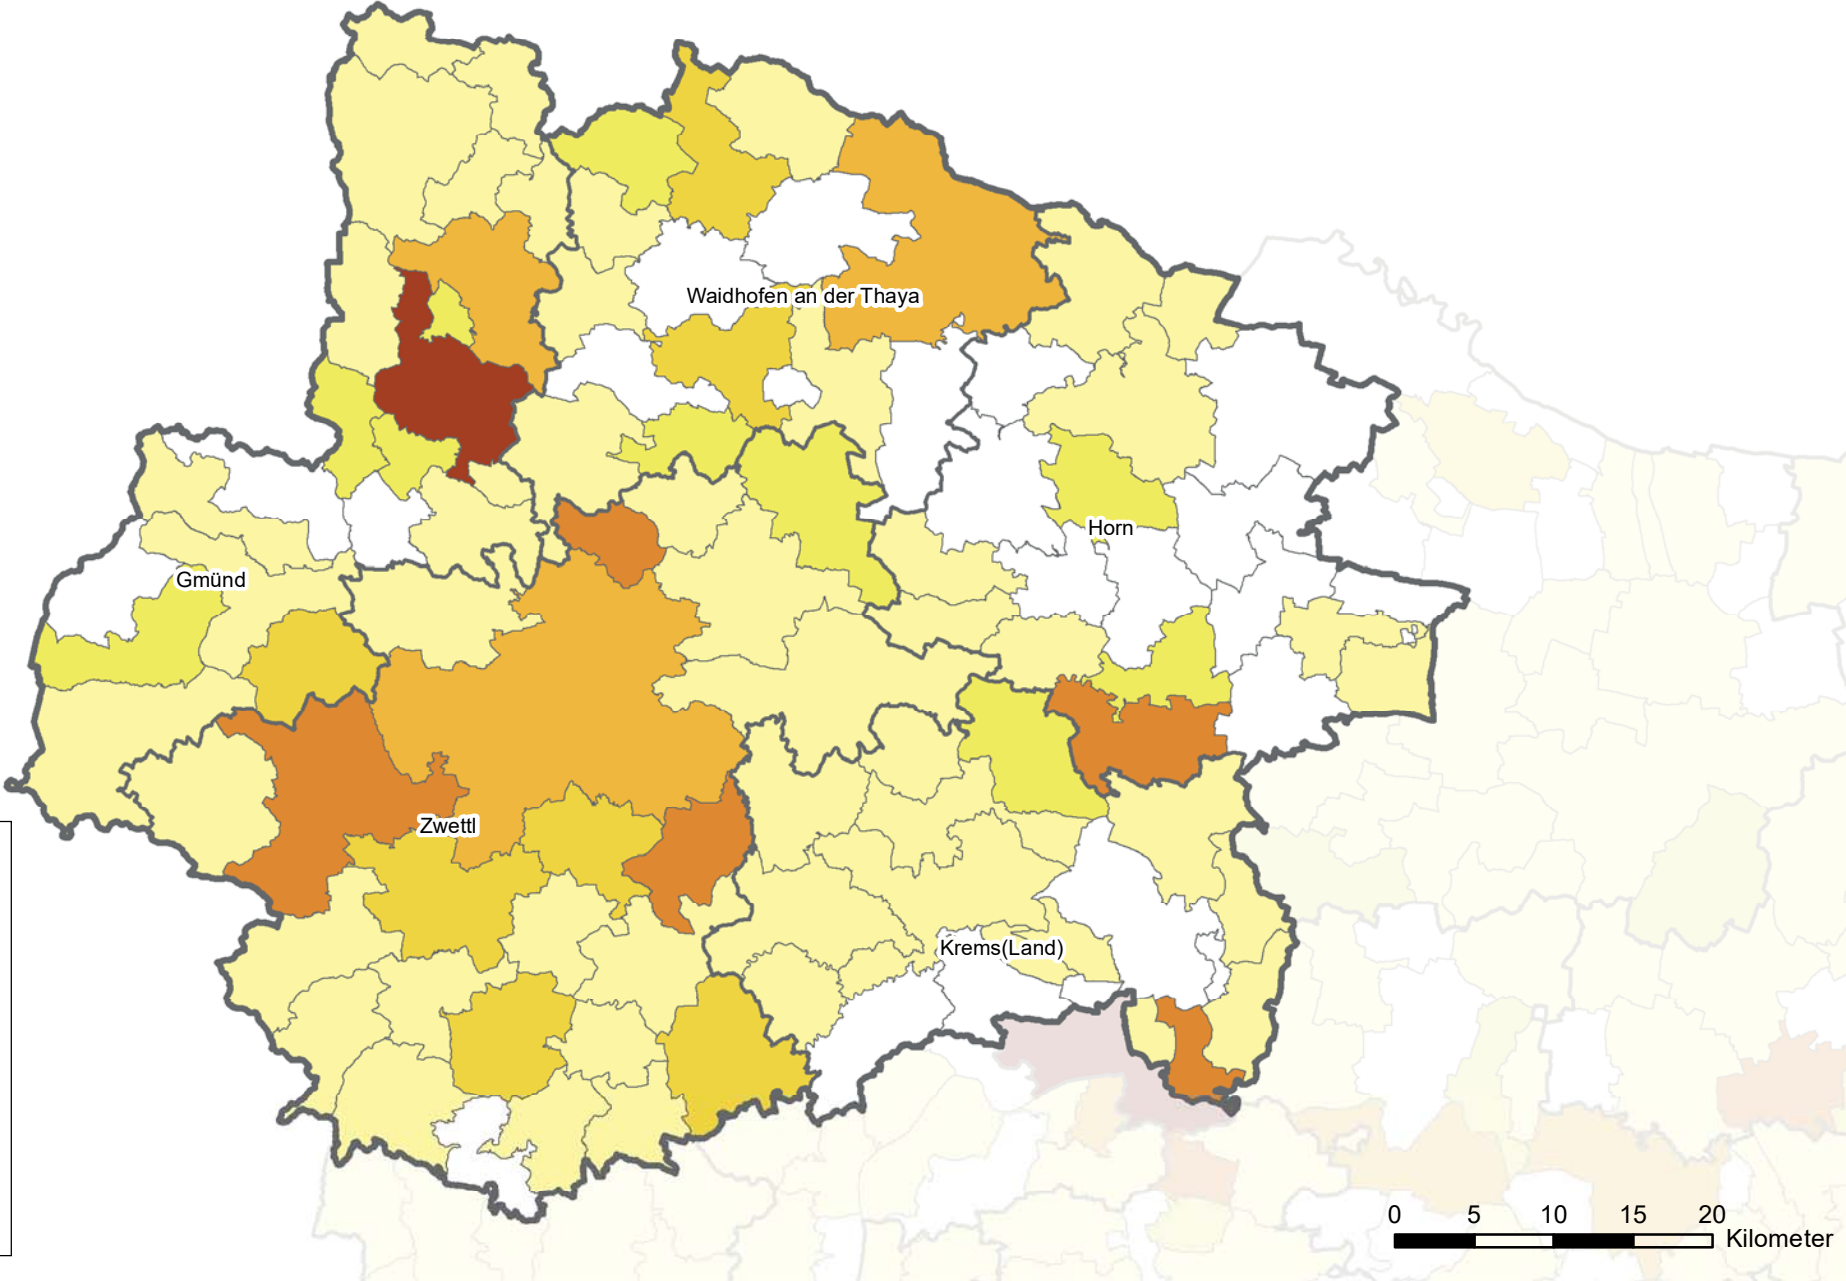 Waidhofen an der Thaya
Horn
Gmünd
Zwettl
Krems(Land)
0 5 10 15 20
Kilometer